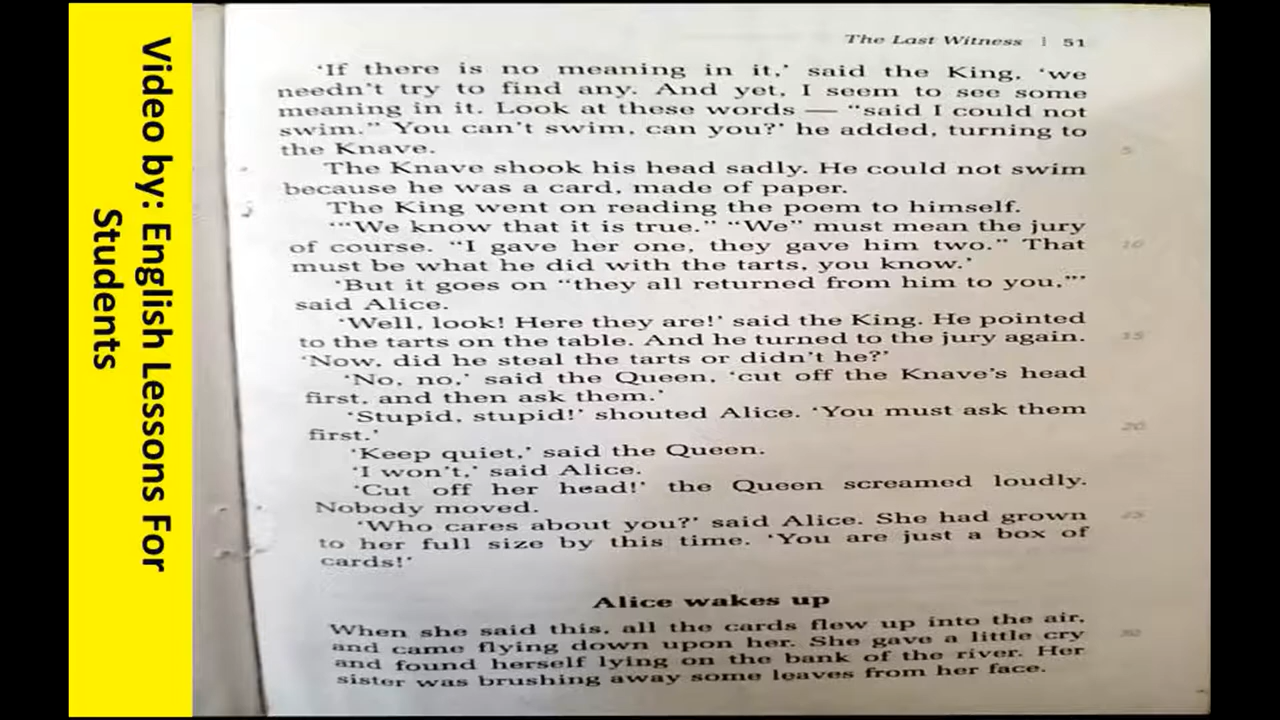 Video by: English Lessons For
Students
The Last Witness | 51
'If there is no meaning in it,' said the King, 'we
needn't try to find any. And yet, I seem to see some
meaning in it. Look at these words — "said I could not
swim." You can't swim, can you?' he added, turning to
the Knave.
5
The Knave shook his head sadly. He could not swim
because he was a card, made of paper.
The King went on reading the poem to himself.
'"We know that it is true." "We" must mean the jury
of course. "I gave her one, they gave him two." That
10
must be what he did with the tarts, you know.'
'But it goes on "they all returned from him to you,"'
said Alice.
'Well, look! Here they are!' said the King. He pointed
to the tarts on the table. And he turned to the jury again.
15
'Now, did he steal the tarts or didn't he?'
'No, no,' said the Queen, 'cut off the Knave's head
first, and then ask them.'
'Stupid, stupid!' shouted Alice. 'You must ask them
first.'
20
'Keep quiet,' said the Queen.
'I won't,' said Alice.
'Cut off her head!' the Queen screamed loudly.
Nobody moved.
'Who cares about you?' said Alice. She had grown
25
to her full size by this time. 'You are just a box of
cards!'
Alice wakes up
When she said this, all the cards flew up into the air,
30
and came flying down upon her. She gave a little cry
and found herself lying on the bank of the river. Her
sister was brushing away some leaves from her face.